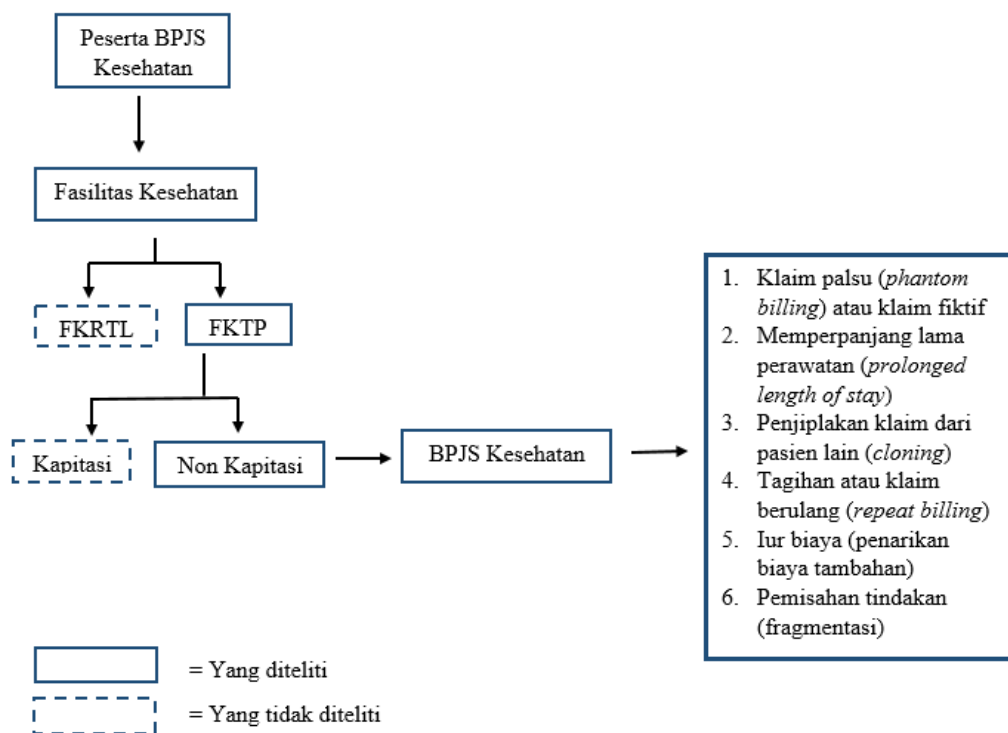 Peserta BPJS
Kesehatan
Fasilitas Kesehatan
FKRTL
FKTP
Kapitasi
Non Kapitasi
BPJS Kesehatan
1. Klaim palsu (phantom
billing) atau klaim fiktif
2. Memperpanjang lama
perawatan (prolonged
length of stay)
3. Penjiplakan klaim dari
pasien lain (cloning)
4. Tagihan atau klaim
berulang (repeat billing)
5. Iur biaya (penarikan
biaya tambahan)
6. Pemisahan tindakan
(fragmentasi)
= Yang diteliti
= Yang tidak diteliti